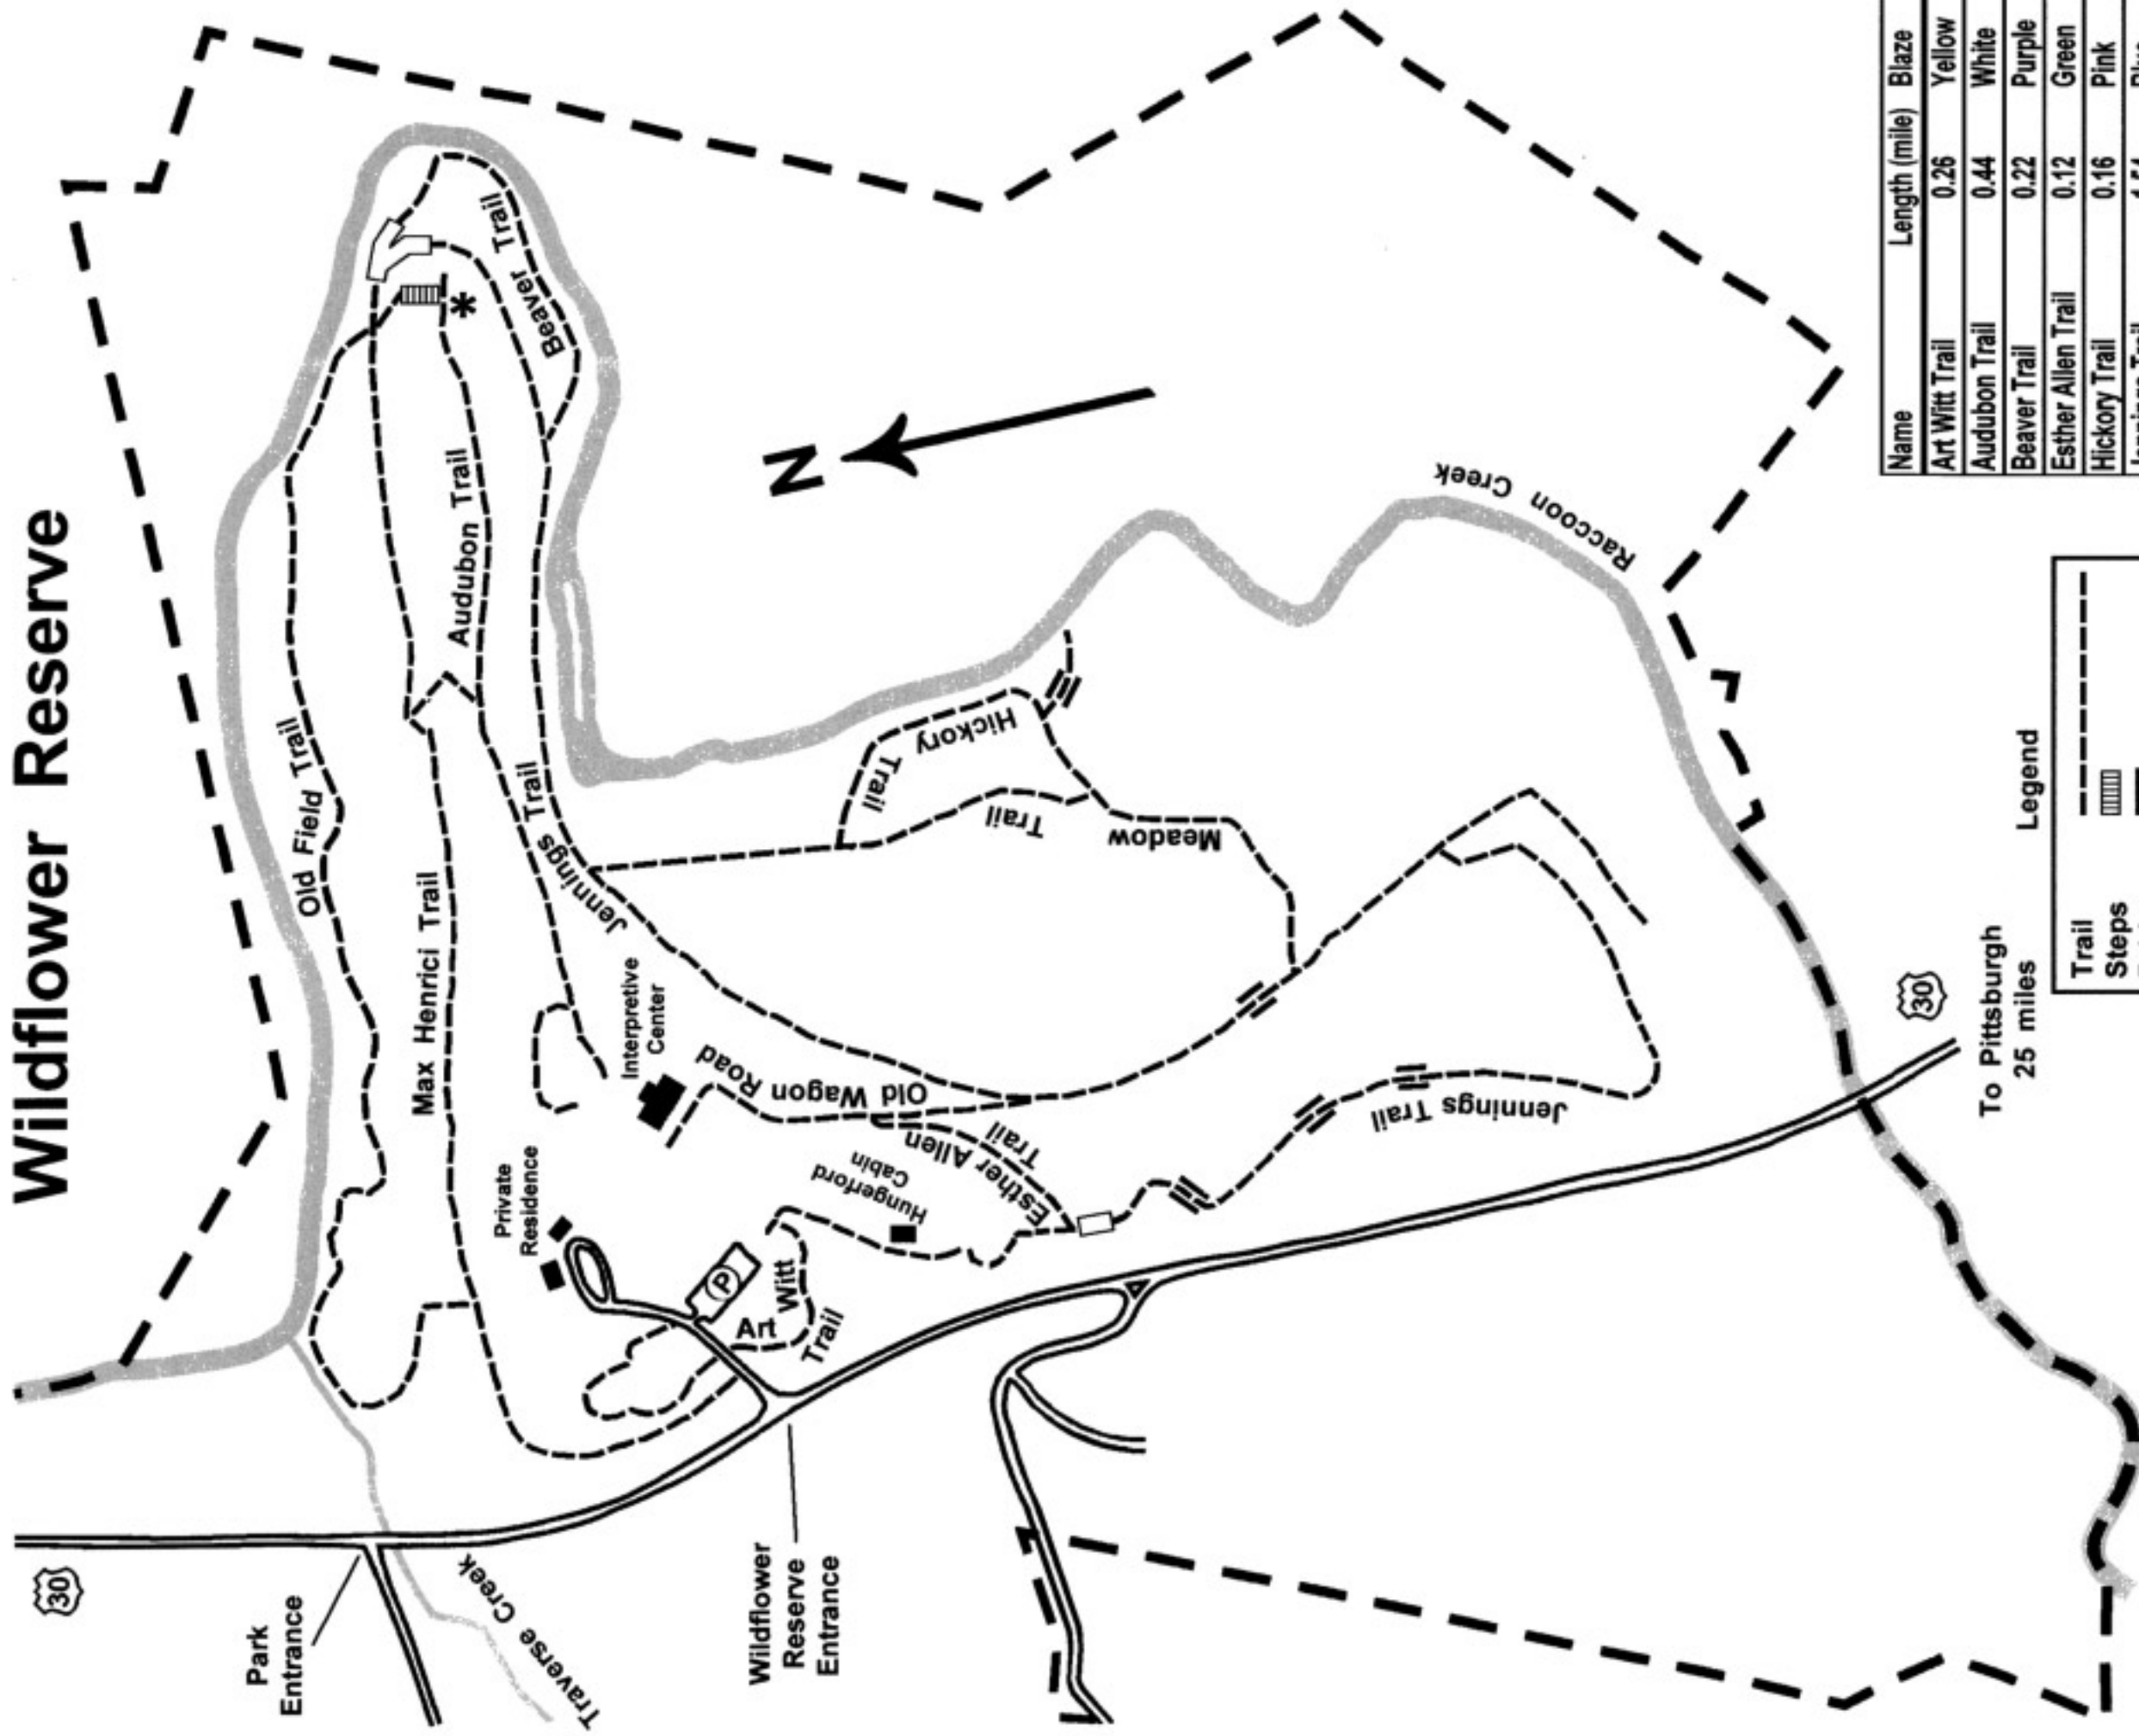 Wildflower Reserve
30
Park
Entrance
Traverse Creek
Wildflower
Reserve
Entrance
Old Field Trail
Max Henrici Trail
Audubon Trail
Beaver Trail
Jennings Trail
Private
Residence
Interpretive
Center
P
Art
Witt
Trail
Old Wagon Road
Esther Allen
Trail
Hungerford
Cabin
Hickory
Trail
Meadow
Trail
Jennings Trail
*
N
Raccoon Creek
30
To Pittsburgh
25 miles
Legend
Trail
Steps
Name Length (mile) Blaze
Art Witt Trail 0.26 Yellow
Audubon Trail 0.44 White
Beaver Trail 0.22 Purple
Esther Allen Trail 0.12 Green
Hickory Trail 0.16 Pink